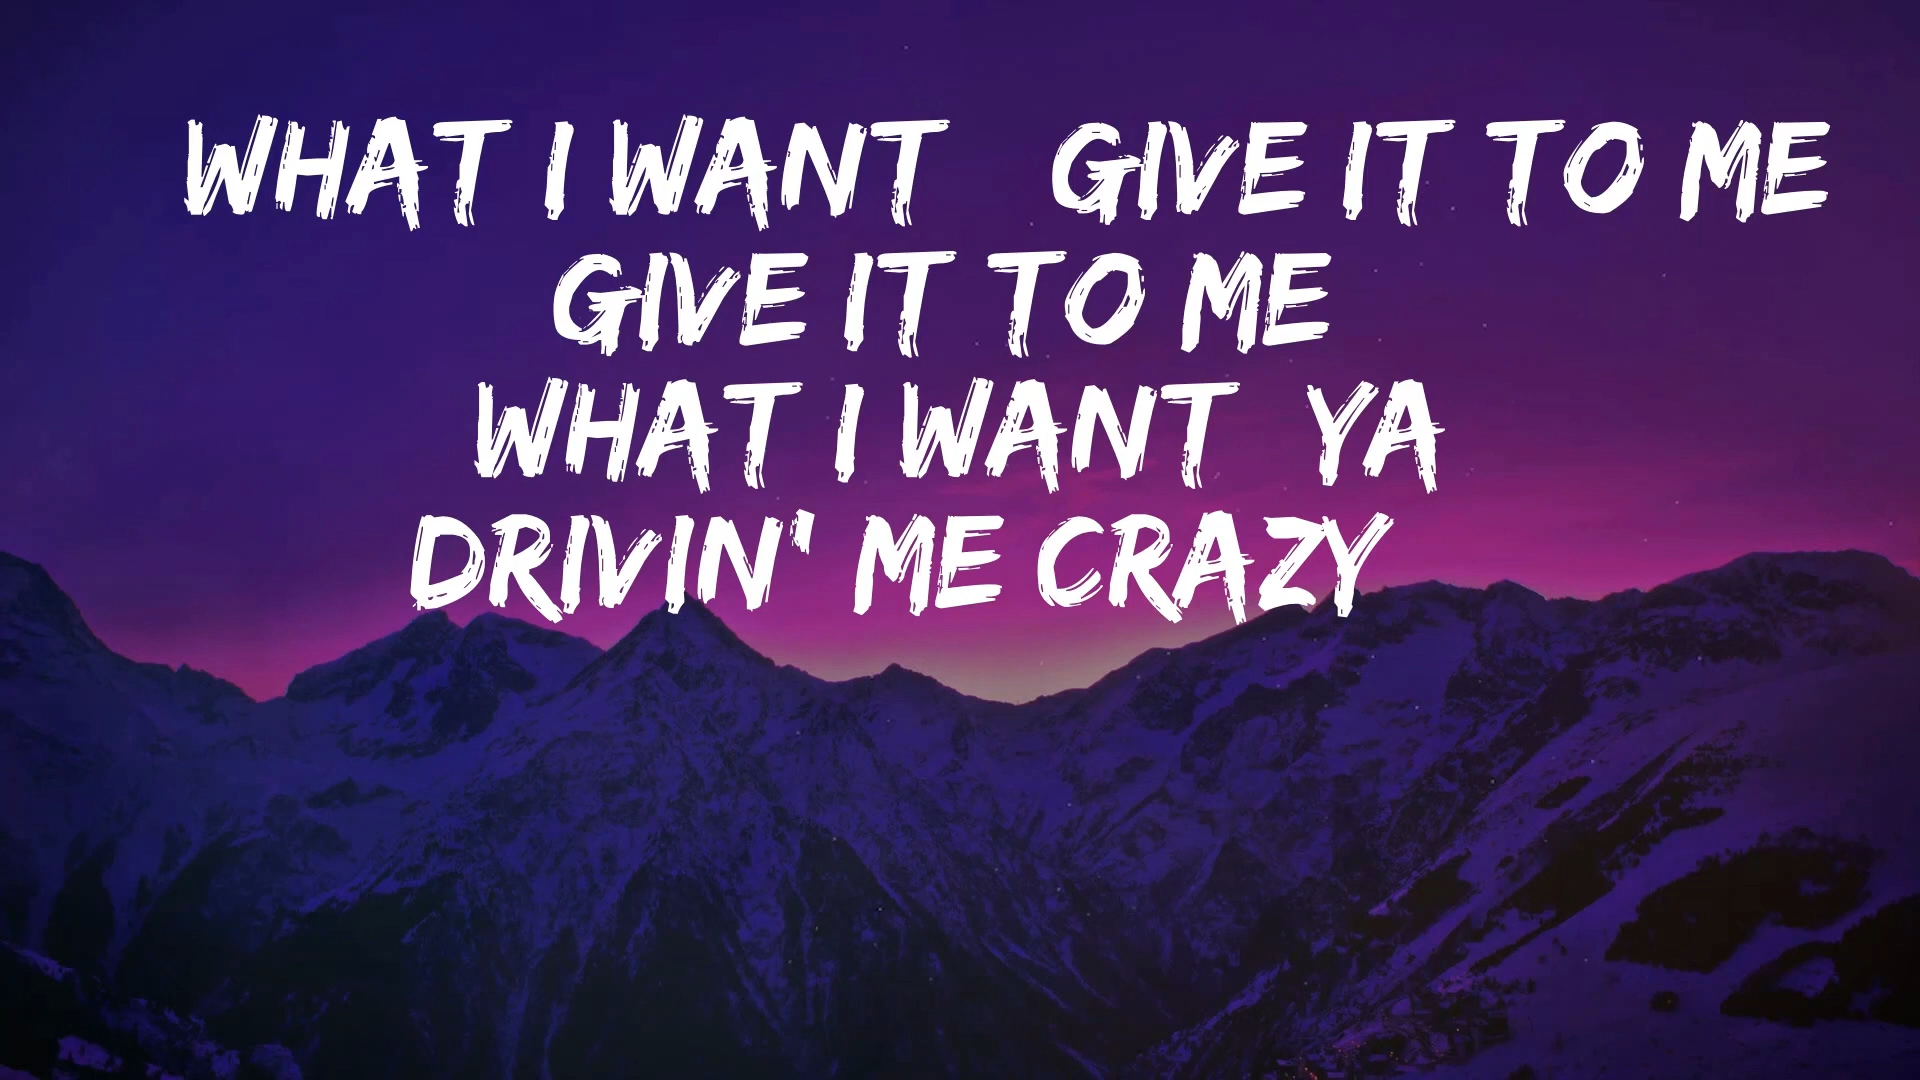 WHAT I WANT GIVE IT TO ME
GIVE IT TO ME
WHAT I WANT YA
DRIVIN' ME CRAZY